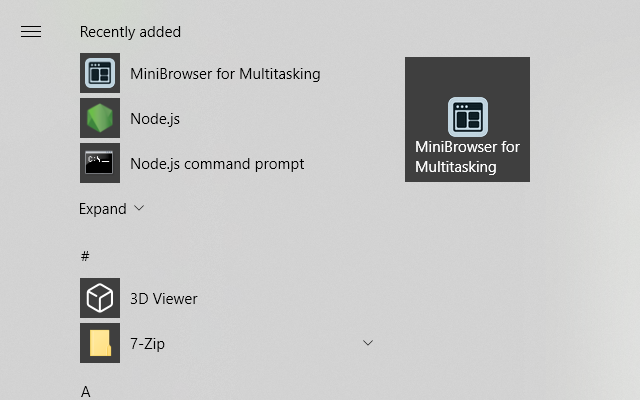 Recently added
MiniBrowser for Multitasking
Node.js
C:\
Node.js command prompt
Expand
#
3D Viewer
7-Zip
A
MiniBrowser for
Multitasking